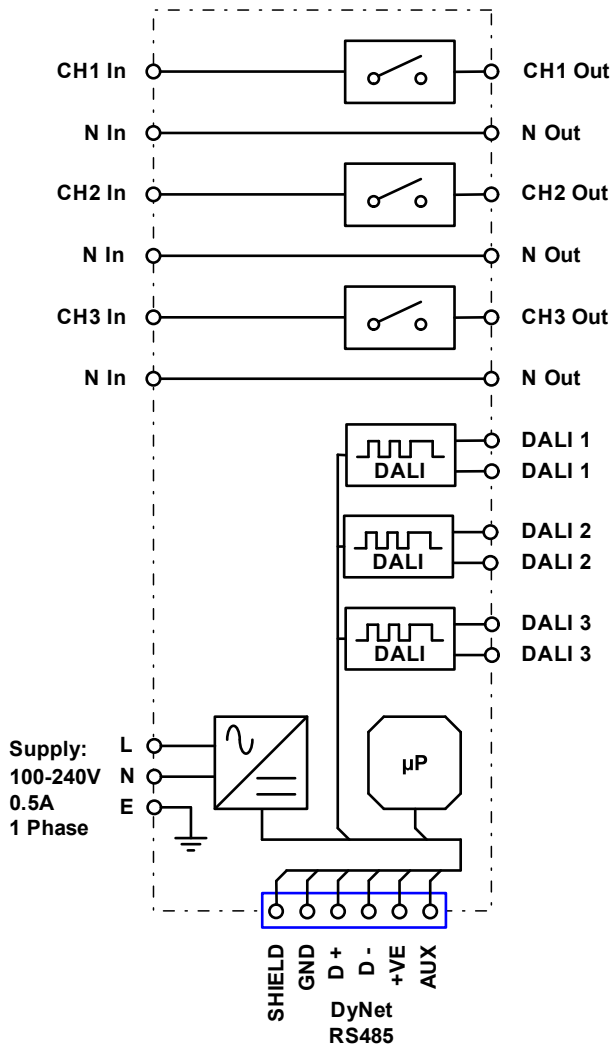 CH1 In
CH1 Out
N In
N Out
CH2 In
CH2 Out
N In
N Out
CH3 In
CH3 Out
N In
N Out
DALI
DALI 1
DALI 1
DALI
DALI 2
DALI 2
DALI
DALI 3
DALI 3
Supply:
100-240V
0.5A
1 Phase
L
N
E
µP
SHIELD
GND
D +
D -
+VE
AUX
DyNet
RS485